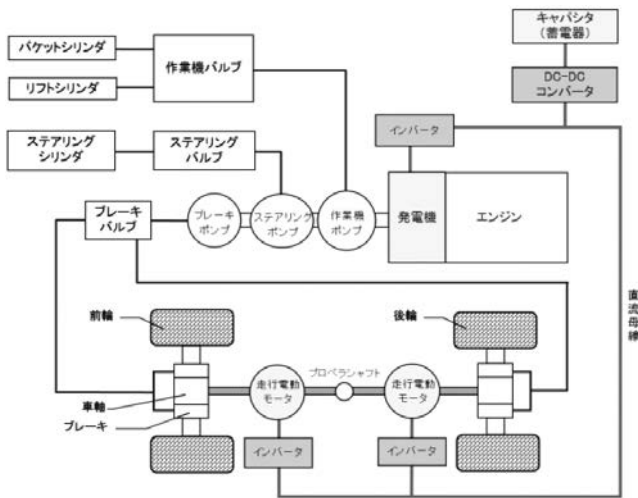 キャパシタ
(蓄電器)
バケットシリンダ
作業機バルブ
DC-DC
コンバータ
リフトシリンダ
インバータ
ステアリング
シリンダ
ステアリング
バルブ
ブレーキ
バルブ
ブレーキ
ポンプ
ステアリング
ポンプ
作業機
ポンプ
発電機
エンジン
直流母線
前輪
後輪
プロペラシャフト
走行電動
モータ
走行電動
モータ
車軸
ブレーキ
インバータ
インバータ